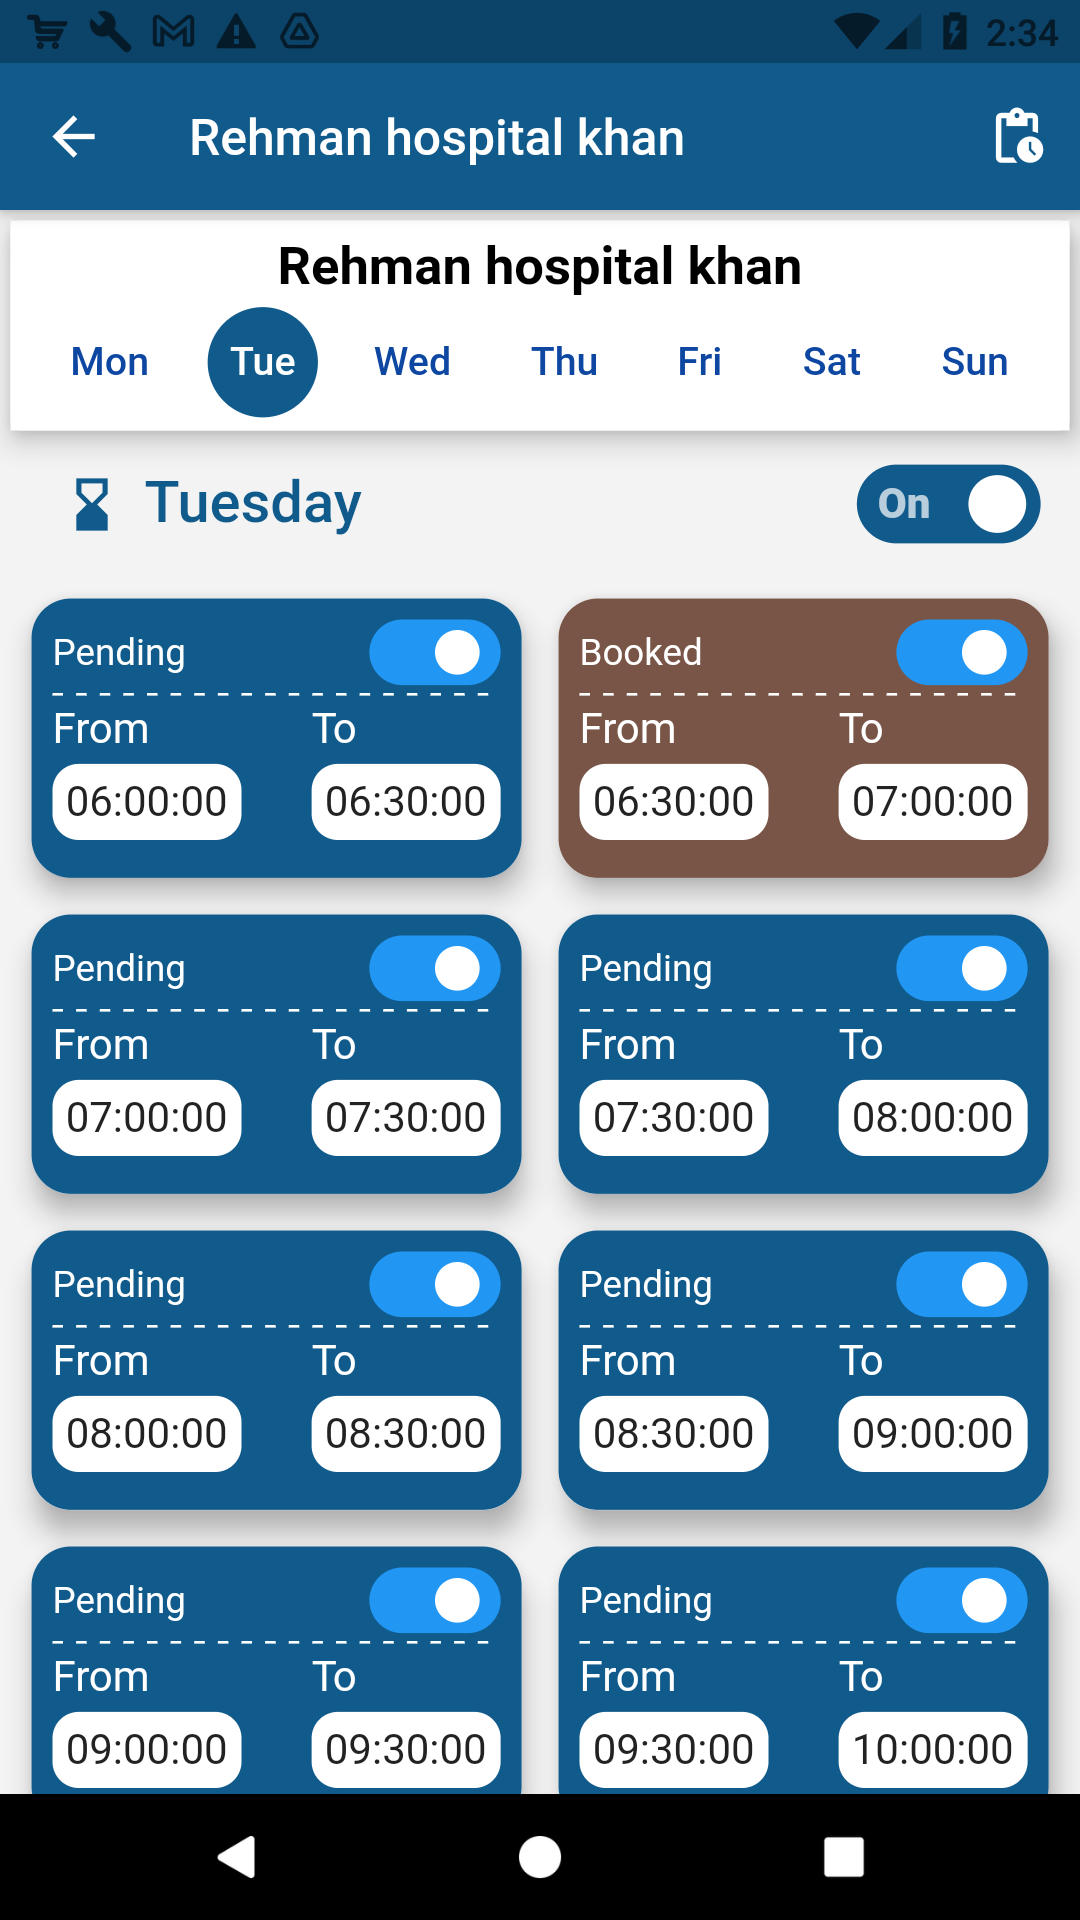 2:34
Rehman hospital khan
Rehman hospital khan
Mon Tue Wed Thu Fri Sat Sun
Tuesday On
Pending Booked
From To From To
06:00:00 06:30:00 06:30:00 07:00:00
Pending Pending
From To From To
07:00:00 07:30:00 07:30:00 08:00:00
Pending Pending
From To From To
08:00:00 08:30:00 08:30:00 09:00:00
Pending Pending
From To From To
09:00:00 09:30:00 09:30:00 10:00:00